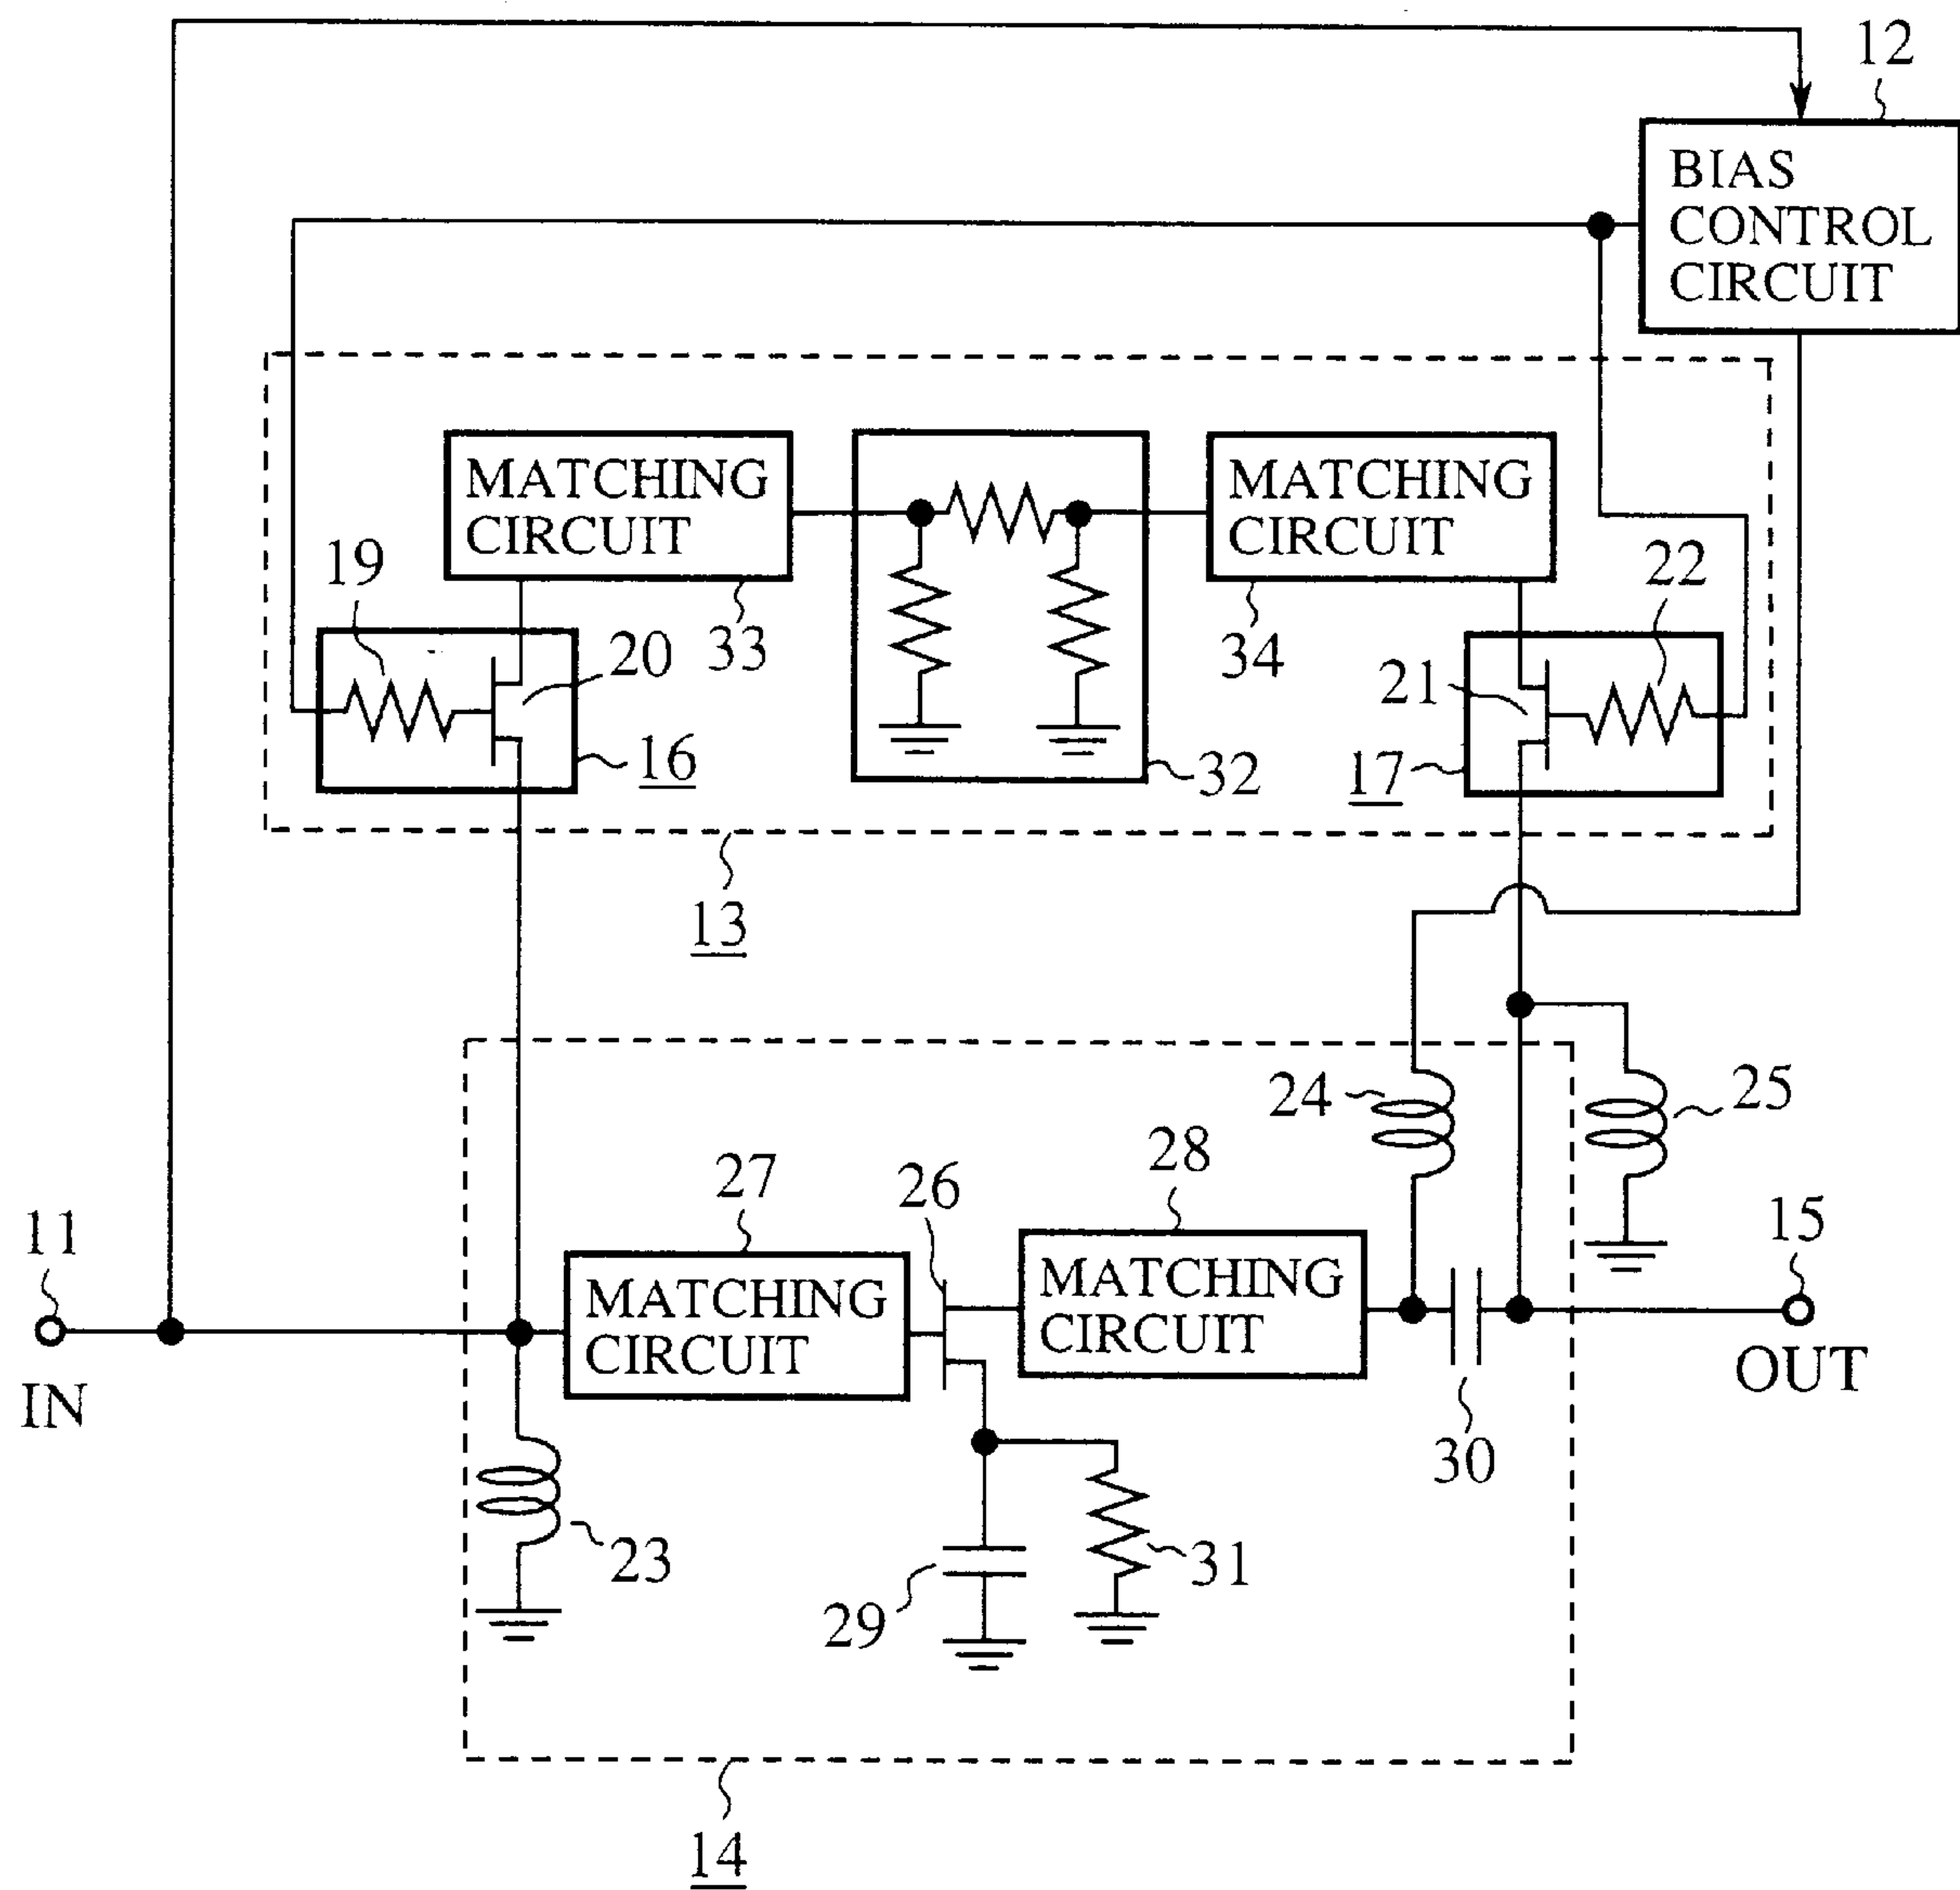 12
BIAS
CONTROL
CIRCUIT
MATCHING
CIRCUIT
MATCHING
CIRCUIT
19
33
34
22
20
21
16
32
17
13
24
25
27
26
28
11
15
MATCHING
CIRCUIT
MATCHING
CIRCUIT
IN
OUT
30
23
31
29
14